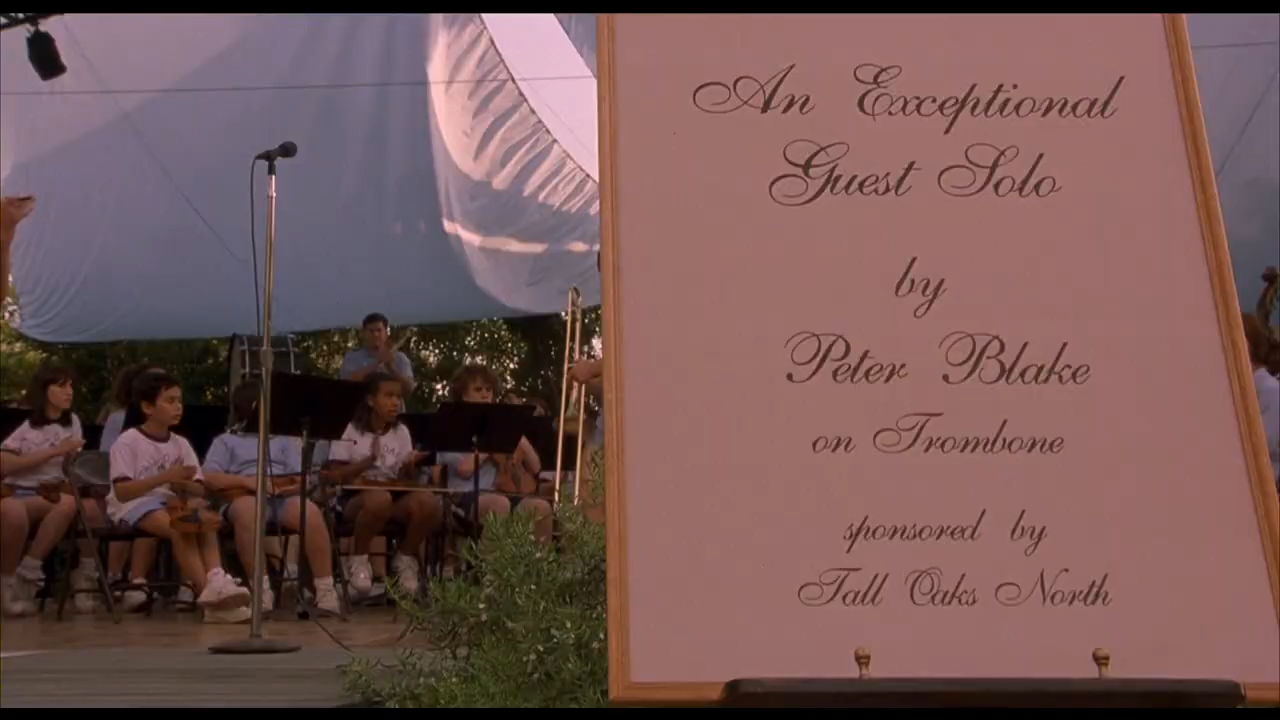 An Exceptional
Guest Solo
by
Peter Blake
on Trombone
sponsored by
Tall Oaks North